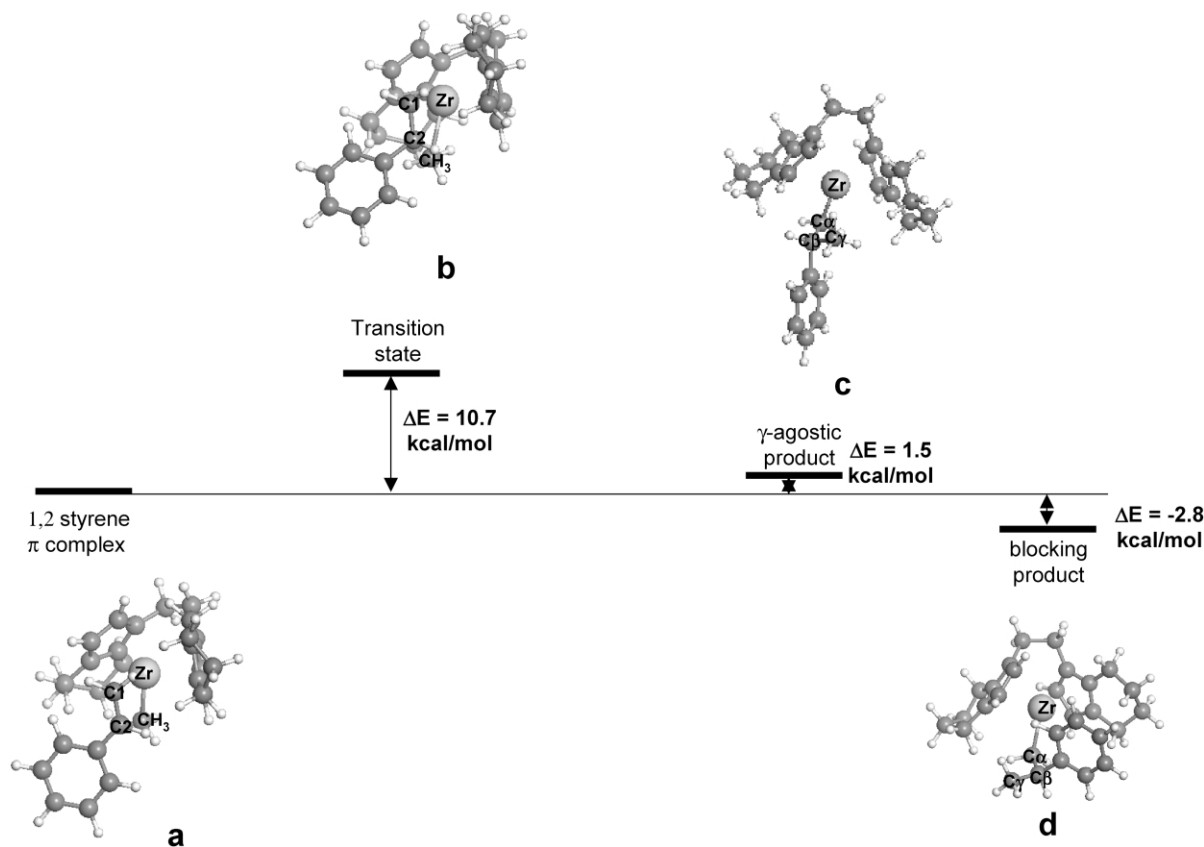 C1
Zr
C2
CH3
b
Zr
Cα
Cβ
Cγ
c
Transition
state
ΔE = 10.7
kcal/mol
γ-agostic
product
ΔE = 1.5
kcal/mol
1,2 styrene
π complex
ΔE = -2.8
kcal/mol
blocking
product
Zr
C1
C2
CH3
a
Zr
Cα
Cγ
Cβ
d